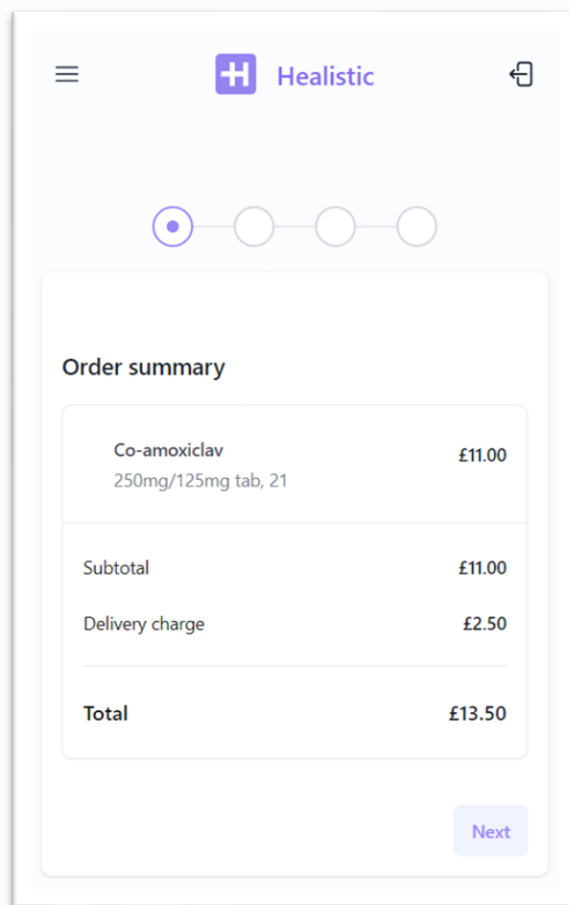 Healistic
Order summary
Co-amoxiclav £11.00
250mg/125mg tab, 21
Subtotal £11.00
Delivery charge £2.50
Total £13.50
Next